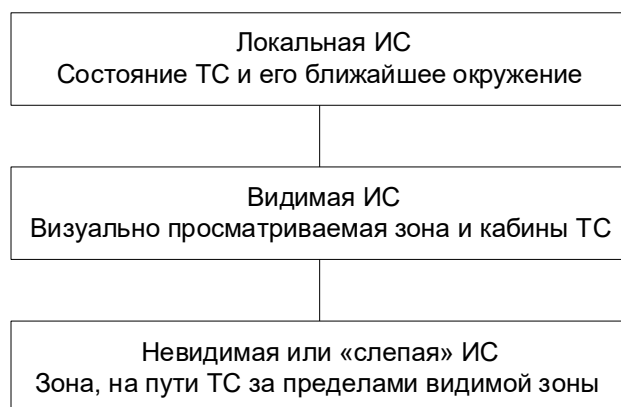 Локальная ИС
Состояние ТС и его ближайшее окружение
Видимая ИС
Визуально просматриваемая зона и кабины ТС
Невидимая или «слепая» ИС
Зона, на пути ТС за пределами видимой зоны